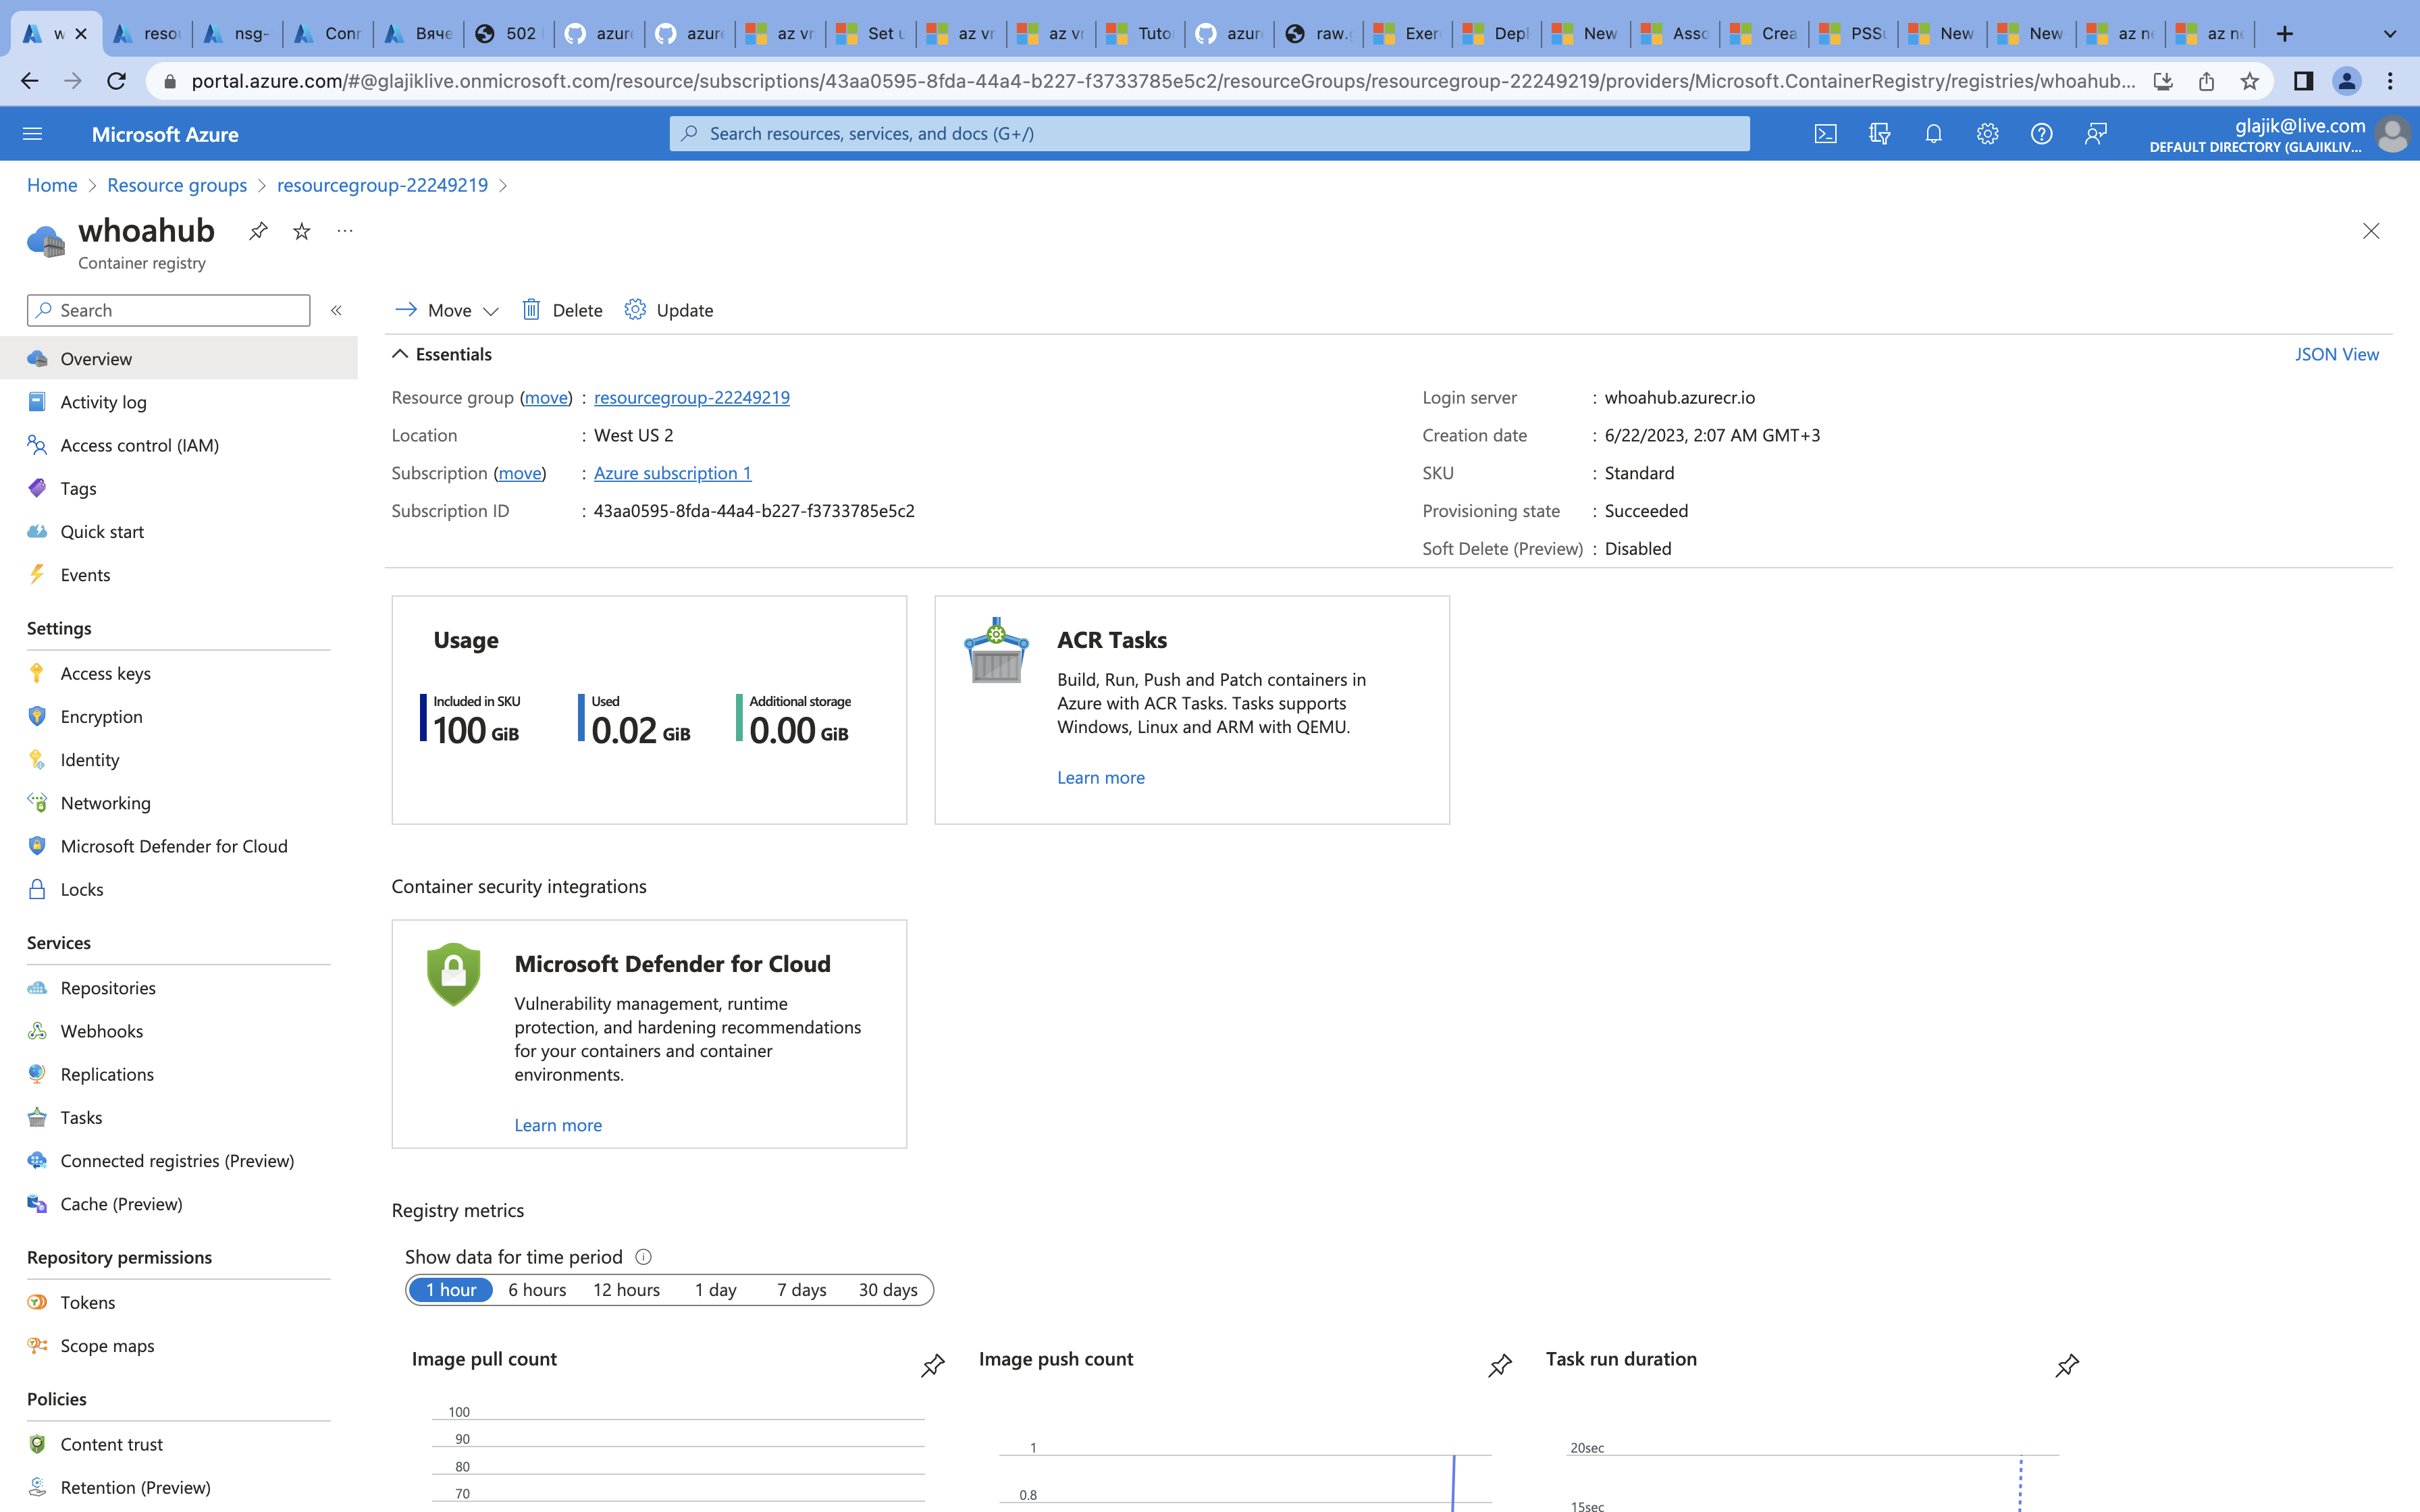 w
resou
nsg-
Conn
Вяче
502
azure
azure
az vn
Set u
az vn
az vn
Tuto
azur
raw.g
Exer
Depl
New
Asso
Crea
PSSu
New
New
az ne
az ne
portal.azure.com/#@glajiklive.onmicrosoft.com/resource/subscriptions/43aa0595-8fda-44a4-b227-f3733785e5c2/resourceGroups/resourcegroup-22249219/providers/Microsoft.ContainerRegistry/registries/whoahub...
Microsoft Azure
Search resources, services, and docs (G+/)
glajik@live.com
DEFAULT DIRECTORY (GLAJIKLIV...
Home > Resource groups > resourcegroup-22249219 >
whoahub
Container registry
Search
Overview
Activity log
Access control (IAM)
Tags
Quick start
Events
Settings
Access keys
Encryption
Identity
Networking
Microsoft Defender for Cloud
Locks
Services
Repositories
Webhooks
Replications
Tasks
Connected registries (Preview)
Cache (Preview)
Repository permissions
Tokens
Scope maps
Policies
Content trust
Retention (Preview)
Move
Delete
Update
Essentials
JSON View
Resource group (move) : resourcegroup-22249219
Location : West US 2
Subscription (move) : Azure subscription 1
Subscription ID : 43aa0595-8fda-44a4-b227-f3733785e5c2
Login server : whoahub.azurecr.io
Creation date : 6/22/2023, 2:07 AM GMT+3
SKU : Standard
Provisioning state : Succeeded
Soft Delete (Preview) : Disabled
Usage
Included in SKU
100 GiB
Used
0.02 GiB
Additional storage
0.00 GiB
ACR Tasks
Build, Run, Push and Patch containers in
Azure with ACR Tasks. Tasks supports
Windows, Linux and ARM with QEMU.
Learn more
Container security integrations
Microsoft Defender for Cloud
Vulnerability management, runtime
protection, and hardening recommendations
for your containers and container
environments.
Learn more
Registry metrics
Show data for time period
1 hour 6 hours 12 hours 1 day 7 days 30 days
Image pull count
100
90
80
70
Image push count
1
0.8
Task run duration
20sec
15sec